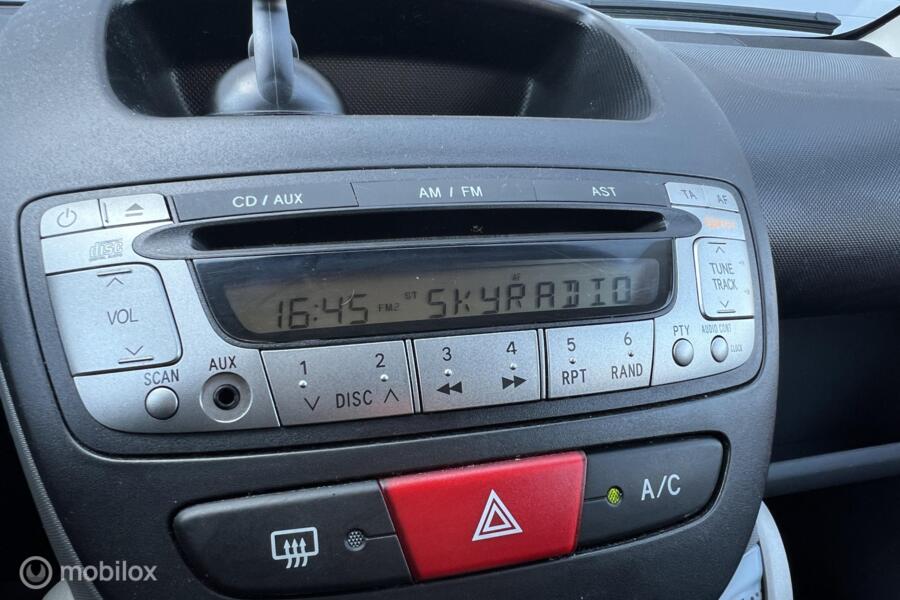 CD / AUX AM / FM AST TA AF
disc
16:45 FM2 ST AF SKYRADIO
VOL
TUNE
TRACK
SCAN AUX
1 2 3 4 5 6
DISC RPT RAND
PTY AUDIO CONT
CLOCK
A/C
mobilox